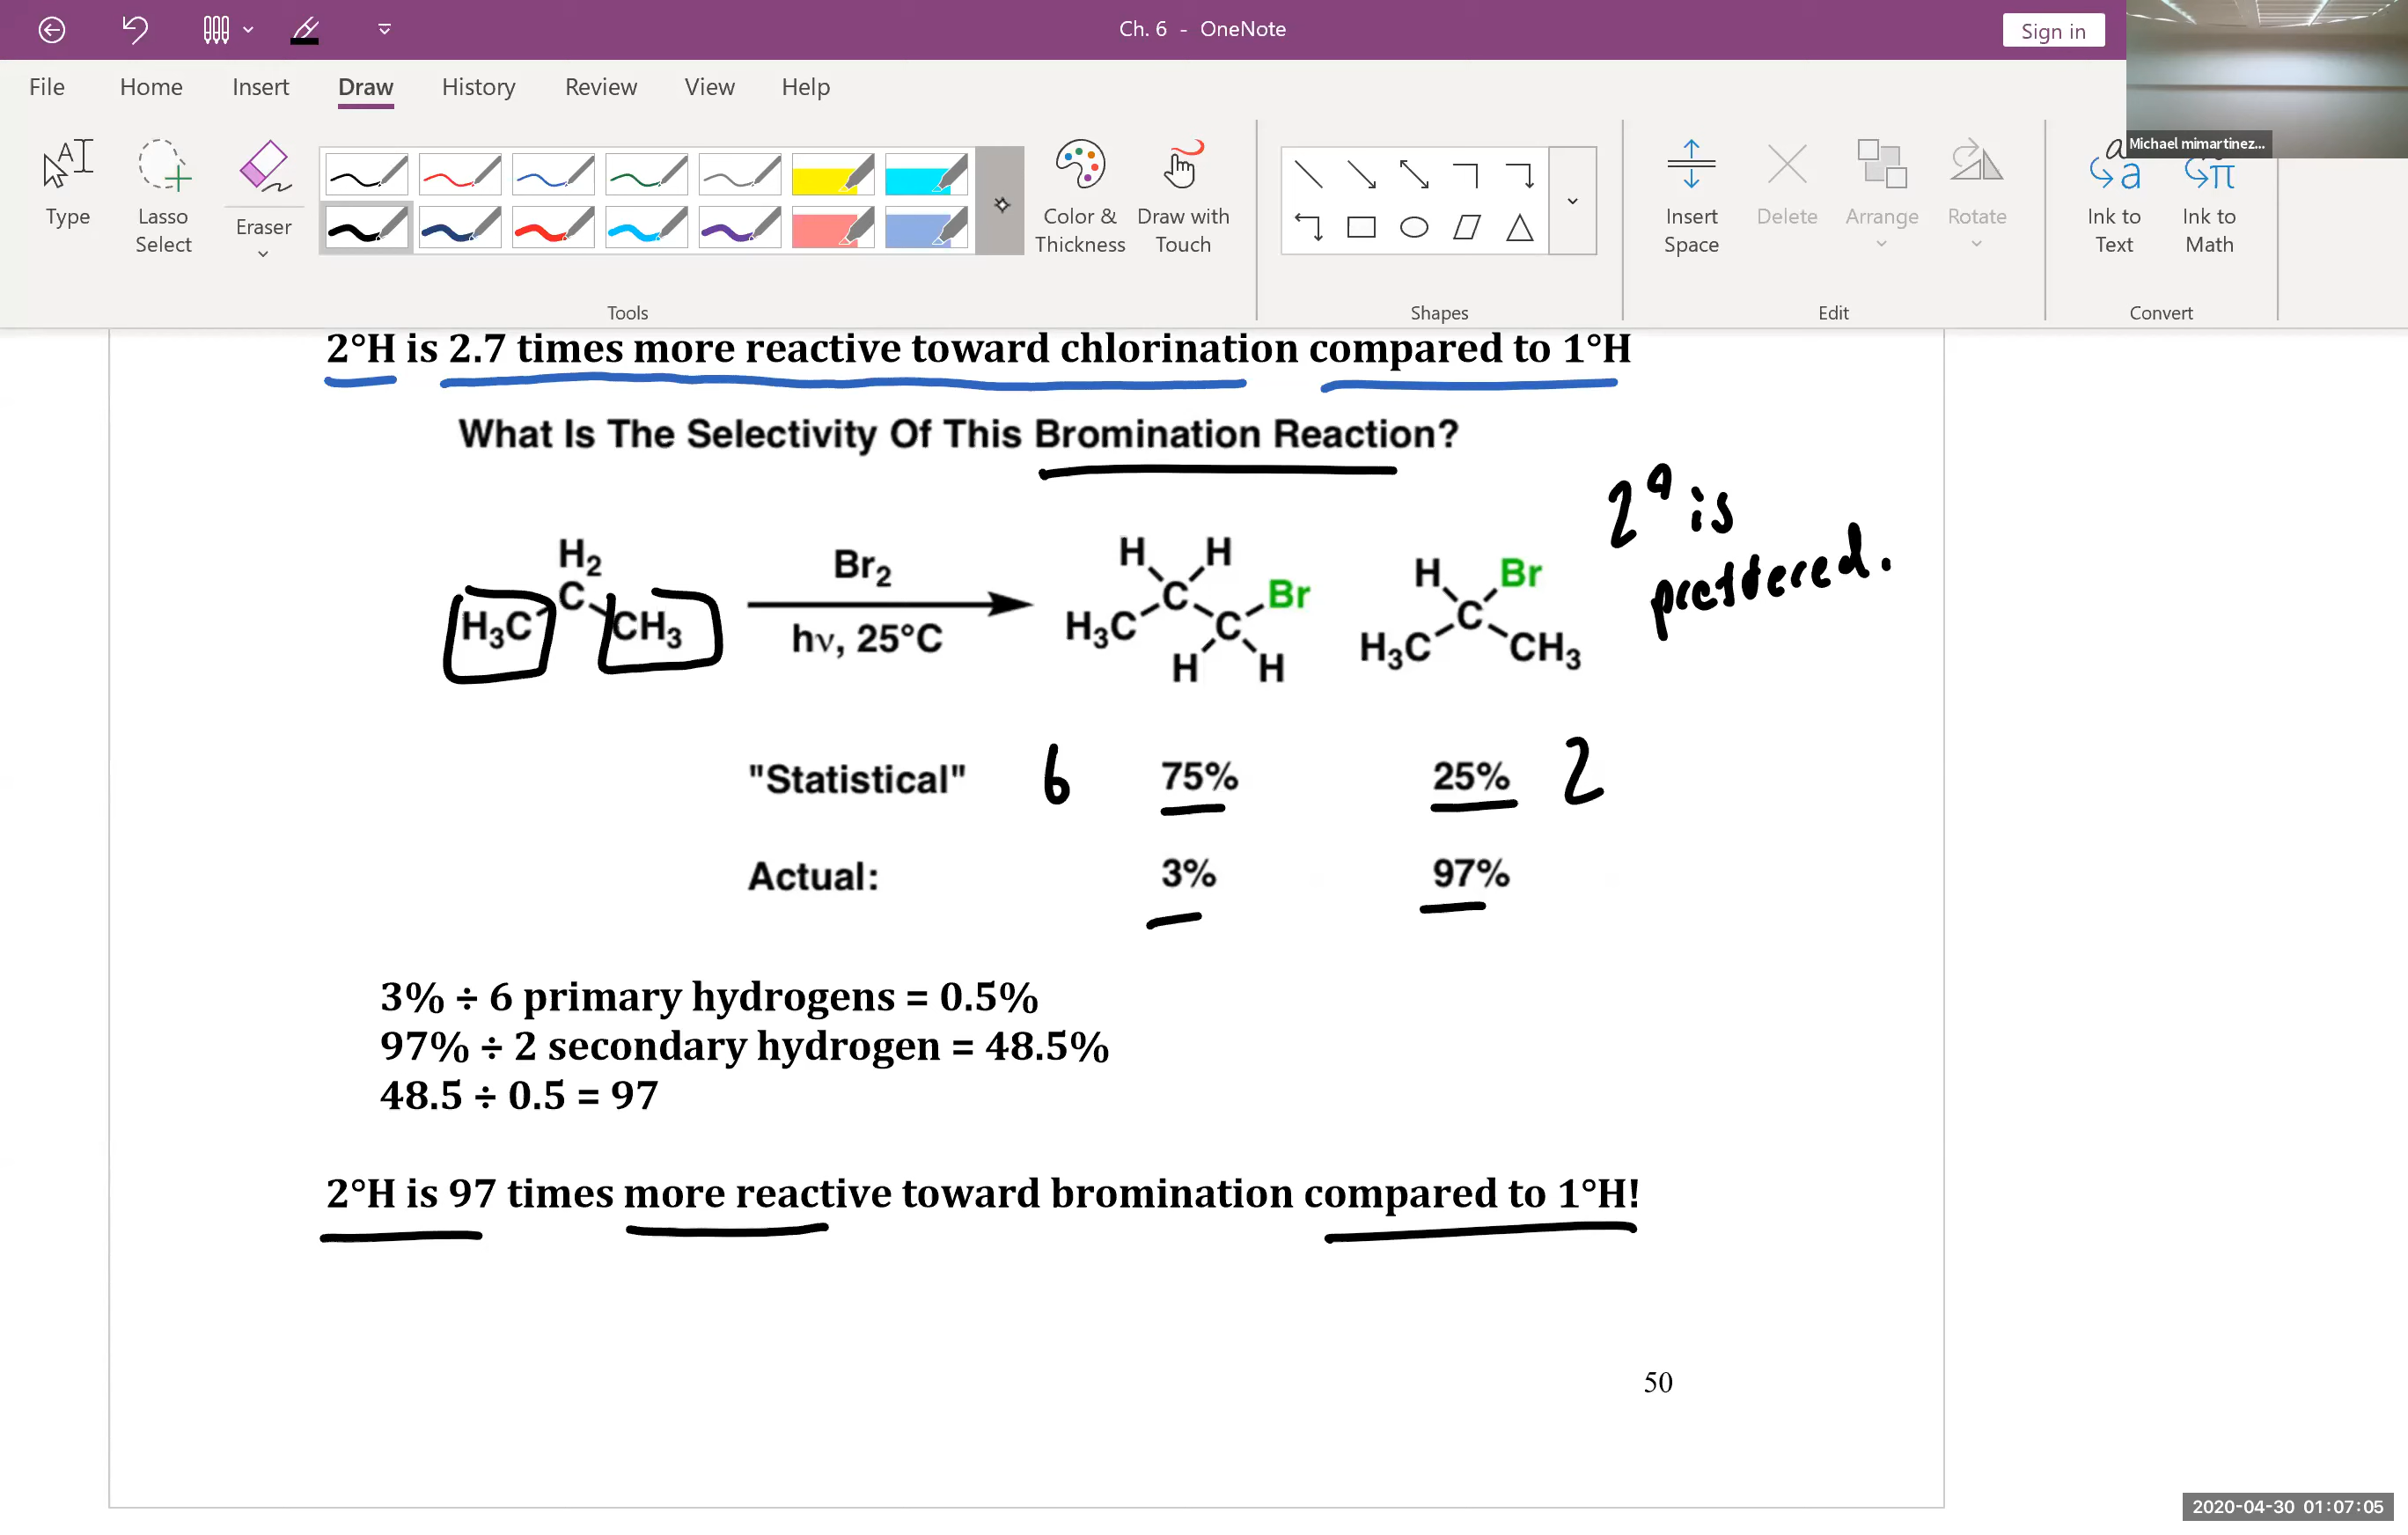 Ch. 6 - OneNote
Sign in
File Home Insert Draw History Review View Help
Michael mimartinez...
Type
Lasso Select
Eraser
Color & Thickness
Draw with Touch
Insert Space
Delete
Arrange
Rotate
Ink to Text
Ink to Math
Tools
Shapes
Edit
Convert
2°H is 2.7 times more reactive toward chlorination compared to 1°H
What Is The Selectivity Of This Bromination Reaction?
2° is
preferred.
H2
C
H3C CH3
Br2
hν, 25°C
H H
C Br
H3C C
H H
H Br
C
H3C CH3
"Statistical" 6 75% 25% 2
Actual: 3% 97%
3% ÷ 6 primary hydrogens = 0.5%
97% ÷ 2 secondary hydrogen = 48.5%
48.5 ÷ 0.5 = 97
2°H is 97 times more reactive toward bromination compared to 1°H!
50
2020-04-30 01:07:05